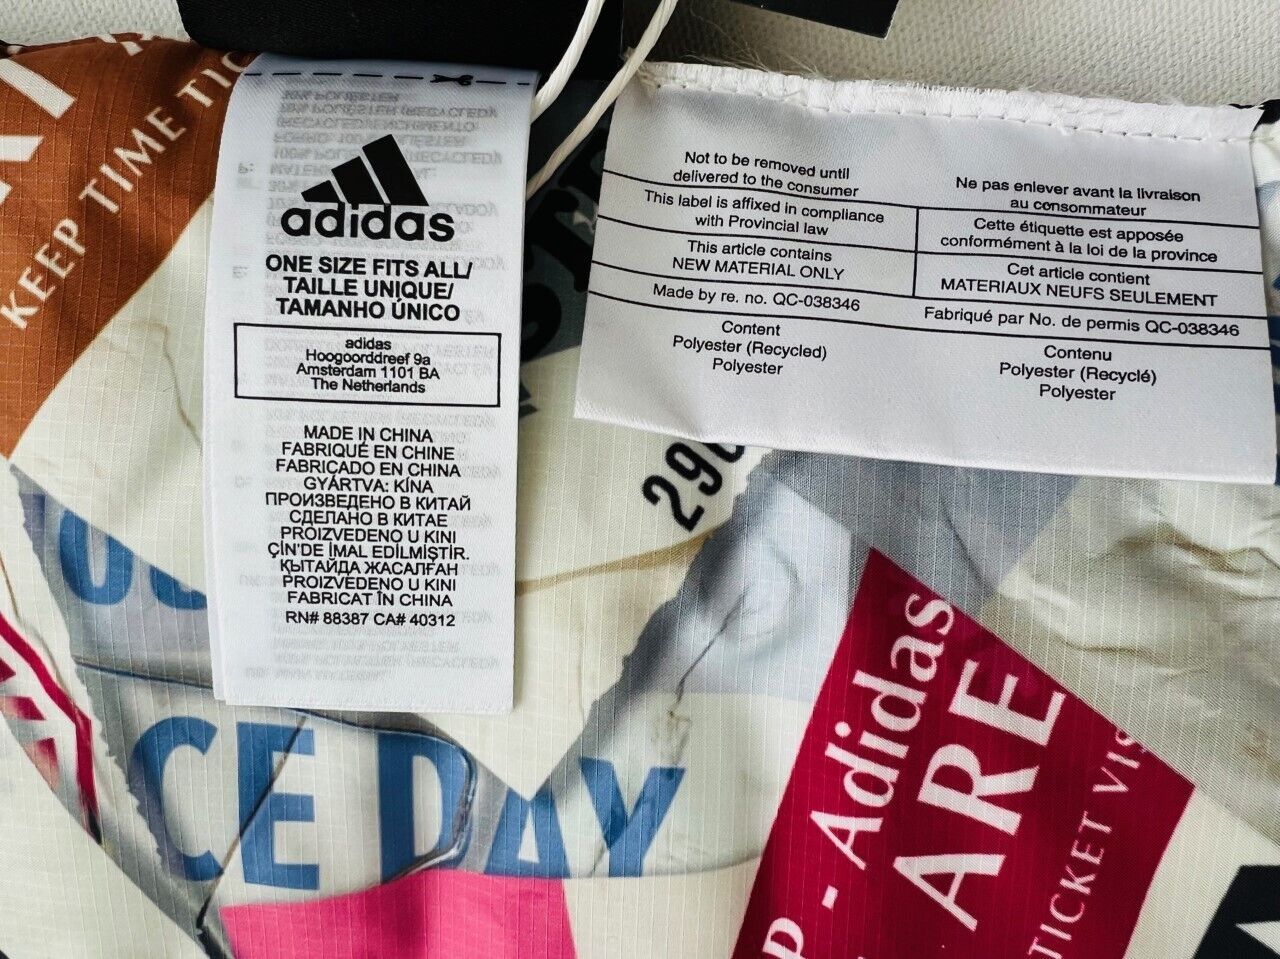 adidas
ONE SIZE FITS ALL/
TAILLE UNIQUE/
TAMANHO ÚNICO
adidas
Hoogoorddreef 9a
Amsterdam 1101 BA
The Netherlands
MADE IN CHINA
FABRIQUÉ EN CHINE
FABRICADO EN CHINA
GYÁRTVA: KÍNA
ПРОИЗВЕДЕНО В КИТАЙ
СДЕЛАНО В КИТАЕ
PROIZVEDENO U KINI
ÇİN'DE İMAL EDİLMİŞTİR.
ҚЫТАЙДА ЖАСАЛҒАН
PROIZVEDENO U KINI
FABRICAT ÎN CHINA
RN# 88387 CA# 40312
Not to be removed until
delivered to the consumer
This label is affixed in compliance
with Provincial law
This article contains
NEW MATERIAL ONLY
Made by re. no. QC-038346
Content
Polyester (Recycled)
Polyester
Ne pas enlever avant la livraison
au consommateur
Cette étiquette est apposée
conformément à la loi de la province
Cet article contient
MATERIAUX NEUFS SEULEMENT
Fabriqué par No. de permis QC-038346
Contenu
Polyester (Recyclé)
Polyester
KEEP TIME TIC
290
CE DAY
P - Adidas
ARE
TICKET VIS